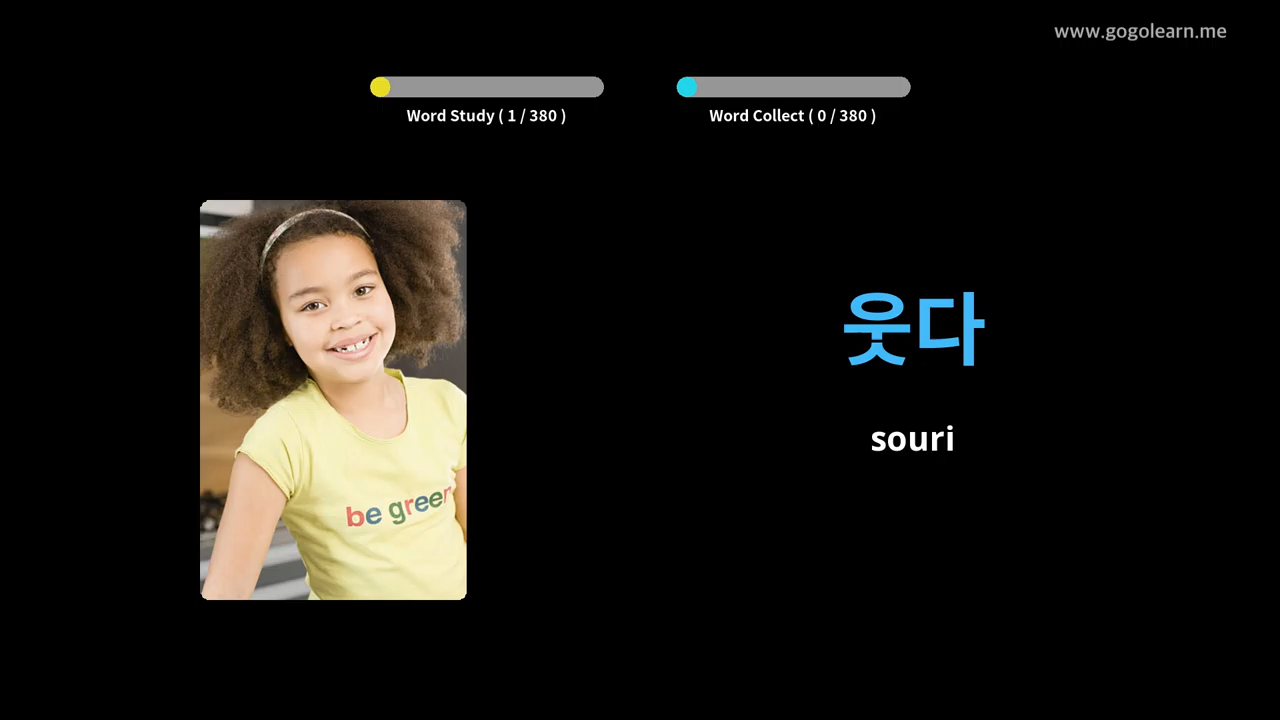 www.gogolearn.me
Word Study ( 1 / 380 )
Word Collect ( 0 / 380 )
웃다
souri
be green